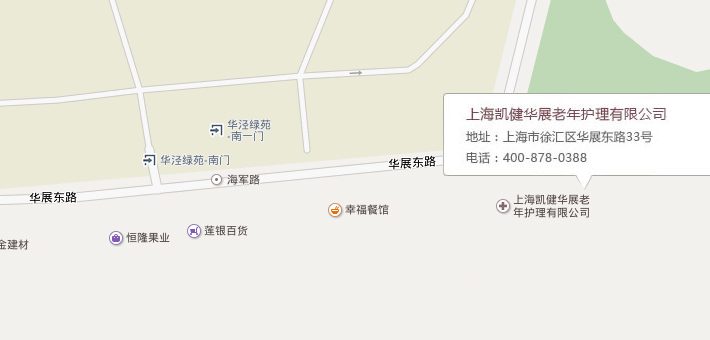 上海凯健华展老年护理有限公司
地址：上海市徐汇区华展东路33号
电话：400-878-0388
华泾绿苑
-南一门
华泾绿苑-南门
华展东路
海军路
华展东路
上海凯健华展老
年护理有限公司
幸福餐馆
莲银百货
恒隆果业
金建材